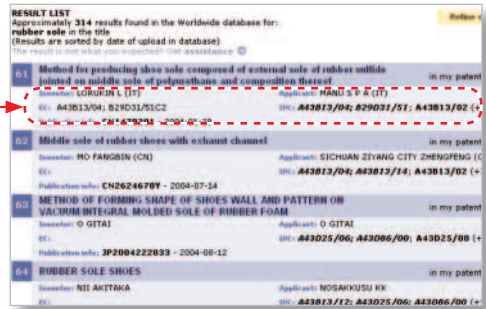 RESULT LIST
Approximately 314 results found in the Worldwide database for:
rubber sole in the title
(Results are sorted by date of upload in database)
The result is not what you expected? Get assistance
Refine
61 Method for producing shoe sole composed of external sole of rubber sulfide jointed on middle sole of polyurethane and composition thereof in my patent
Inventor: LORUKIN L (IT) Applicant: MANU S P A (IT)
EC: A43B13/04; B29D31/51C2 IPC: A43B13/04; B29D31/51; A43B13/02 (+
Publication info: 2004-01-28
62 Middle sole of rubber shoes with exhaust channel in my patent
Inventor: MO FANGBIN (CN) Applicant: SICHUAN ZIYANG CITY ZHENGFENG (C
EC: IPC: A43B13/04; A43B13/14; A43B13/02 (+
Publication info: CN2624670Y - 2004-07-14
63 METHOD OF FORMING SHAPE OF SHOES WALL AND PATTERN ON VACUUM INTEGRAL MOLDED SOLE OF RUBBER FOAM in my patent
Inventor: O GITAI Applicant: O GITAI
EC: IPC: A43D25/06; A43D86/00; A43D25/00 (+
Publication info: JP2004222833 - 2004-08-12
64 RUBBER SOLE SHOES in my patent
Inventor: NII AKITAKA Applicant: NOSAKKUSU KK
EC: IPC: A43B13/12; A43D25/06; A43D86/00 (+